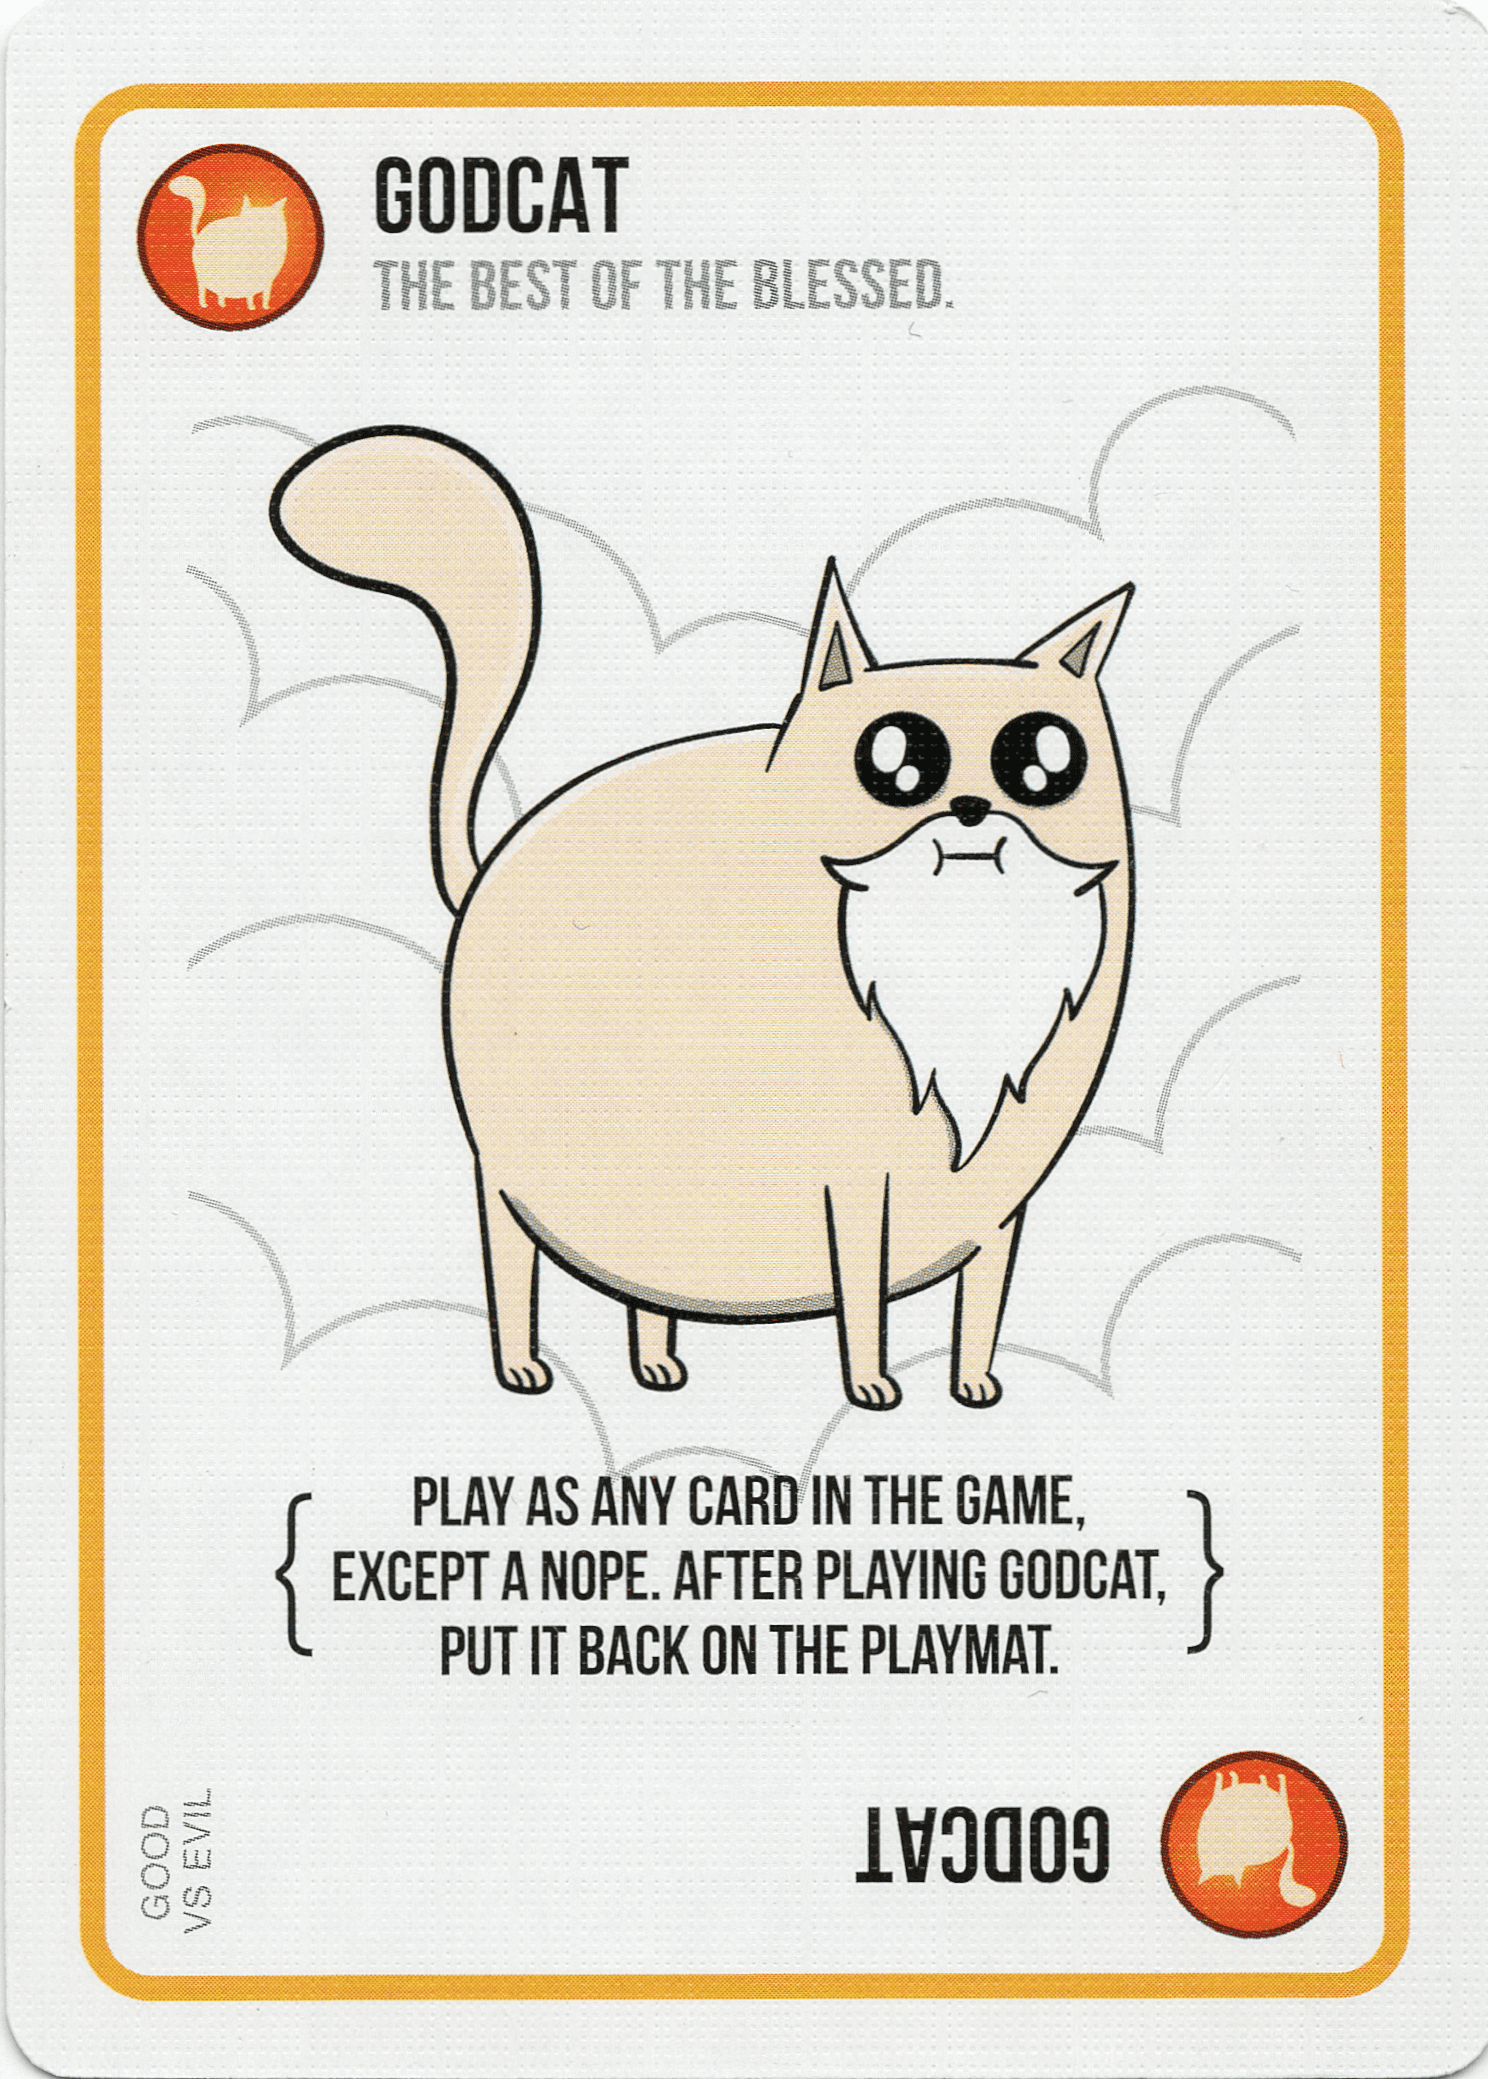 GODCAT
THE BEST OF THE BLESSED.
PLAY AS ANY CARD IN THE GAME,
EXCEPT A NOPE. AFTER PLAYING GODCAT,
PUT IT BACK ON THE PLAYMAT.
GOOD
VS EVIL
GODCAT